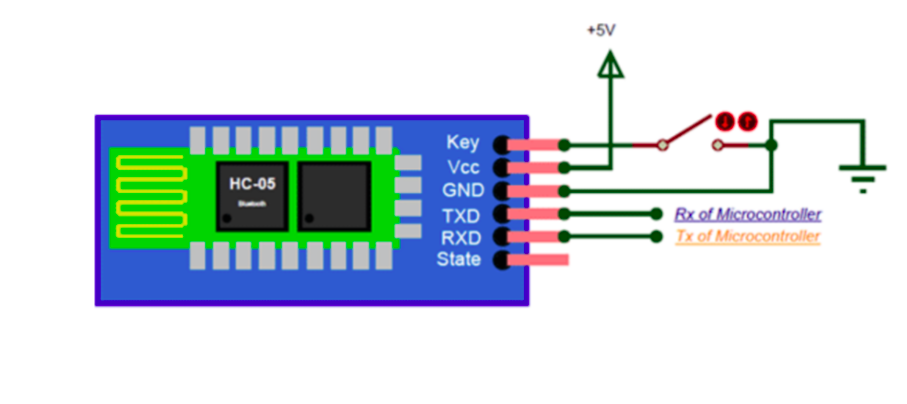 +5V
HC-05
Bluetooth
Key
Vcc
GND
TXD
RXD
State
Rx of Microcontroller
Tx of Microcontroller